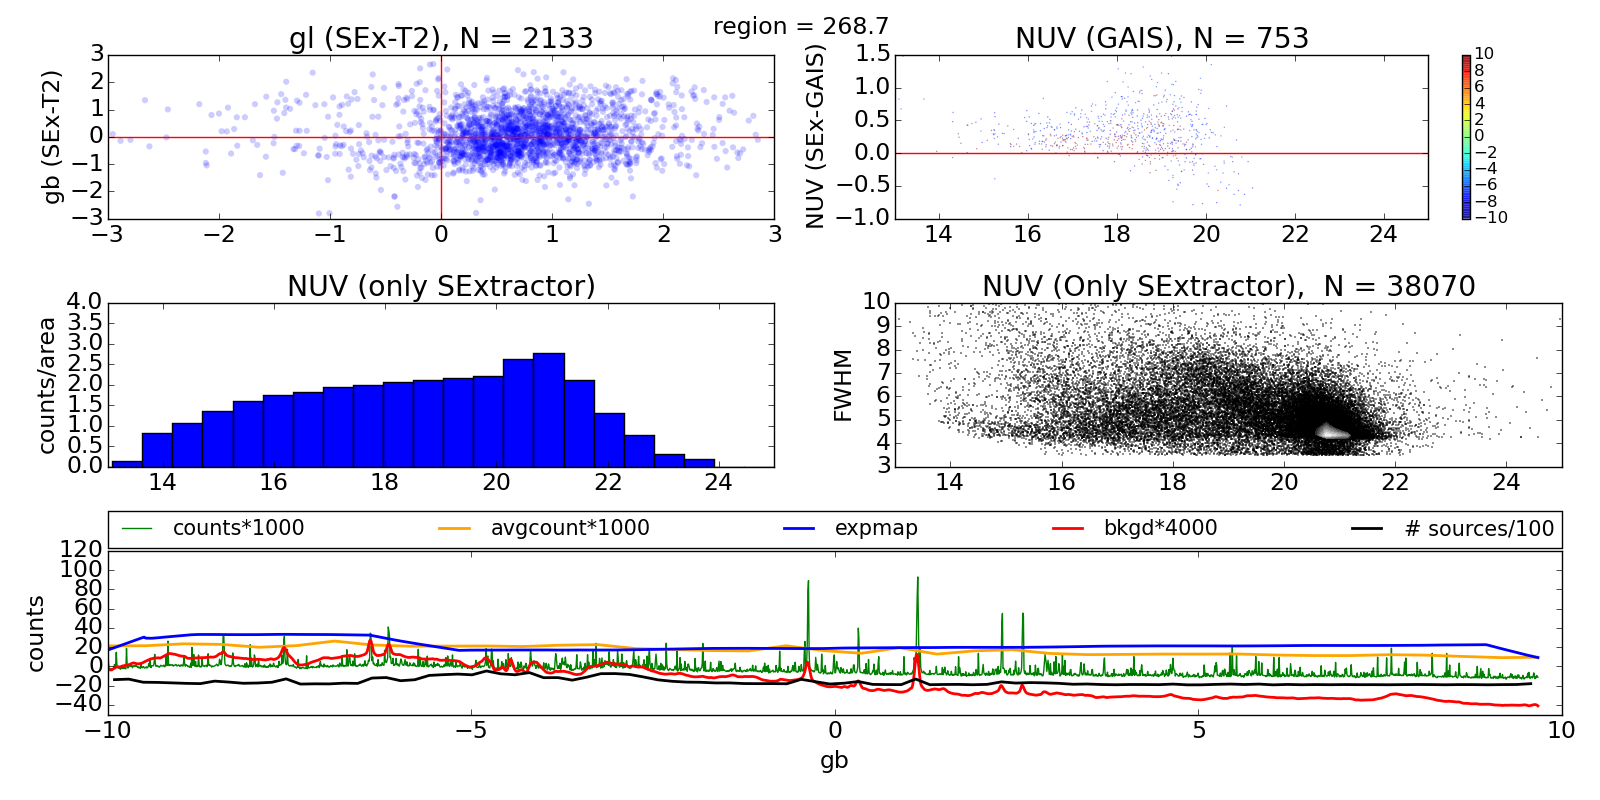 region = 268.7
gl (SEx-T2), N = 2133
gb (SEx-T2)
3
2
1
0
−1
−2
−3
−3 −2 −1 0 1 2 3
NUV (GAIS), N = 753
NUV (SEx-GAIS)
1.5
1.0
0.5
0.0
−0.5
−1.0
14 16 18 20 22 24
10
8
6
4
2
0
−2
−4
−6
−8
−10
NUV (only SExtractor)
counts/area
4.0
3.5
3.0
2.5
2.0
1.5
1.0
0.5
0.0
14 16 18 20 22 24
NUV (Only SExtractor), N = 38070
FWHM
10
9
8
7
6
5
4
3
14 16 18 20 22 24
counts*1000 avgcount*1000 expmap bkgd*4000 # sources/100
counts
120
100
80
60
40
20
0
−20
−40
−10 −5 0 5 10
gb